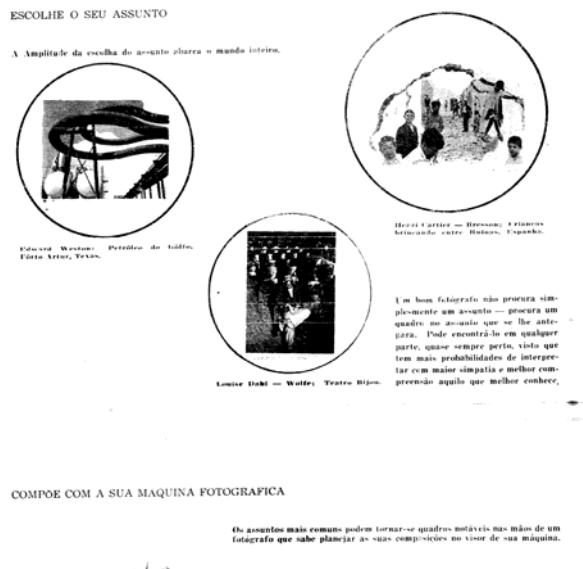 ESCOLHE O SEU ASSUNTO
A Amplitude da escolha do assunto abarca o mundo inteiro.
Edward Weston: Petróleo do Golfo,
Pôrto Artur, Texas.
Henri Cartier — Bresson; Crianças
brincando entre Ruínas, Espanha.
Louise Dahl — Wolfe; Teatro Bijou.
Um bom fotógrafo não procura sim-
plesmente um assunto — procura um
quadro no assunto que se lhe ante-
para. Pode encontrá-lo em qualquer
parte, quase sempre perto, visto que
tem mais probabilidades de interpre-
tar com maior simpatia e melhor com-
preensão aquilo que melhor conhece,
COMPÕE COM A SUA MAQUINA FOTOGRAFICA
Os assuntos mais comuns podem tornar-se quadros notáveis nas mãos de um
fotógrafo que sabe planejar as suas composições no visor de sua máquina.